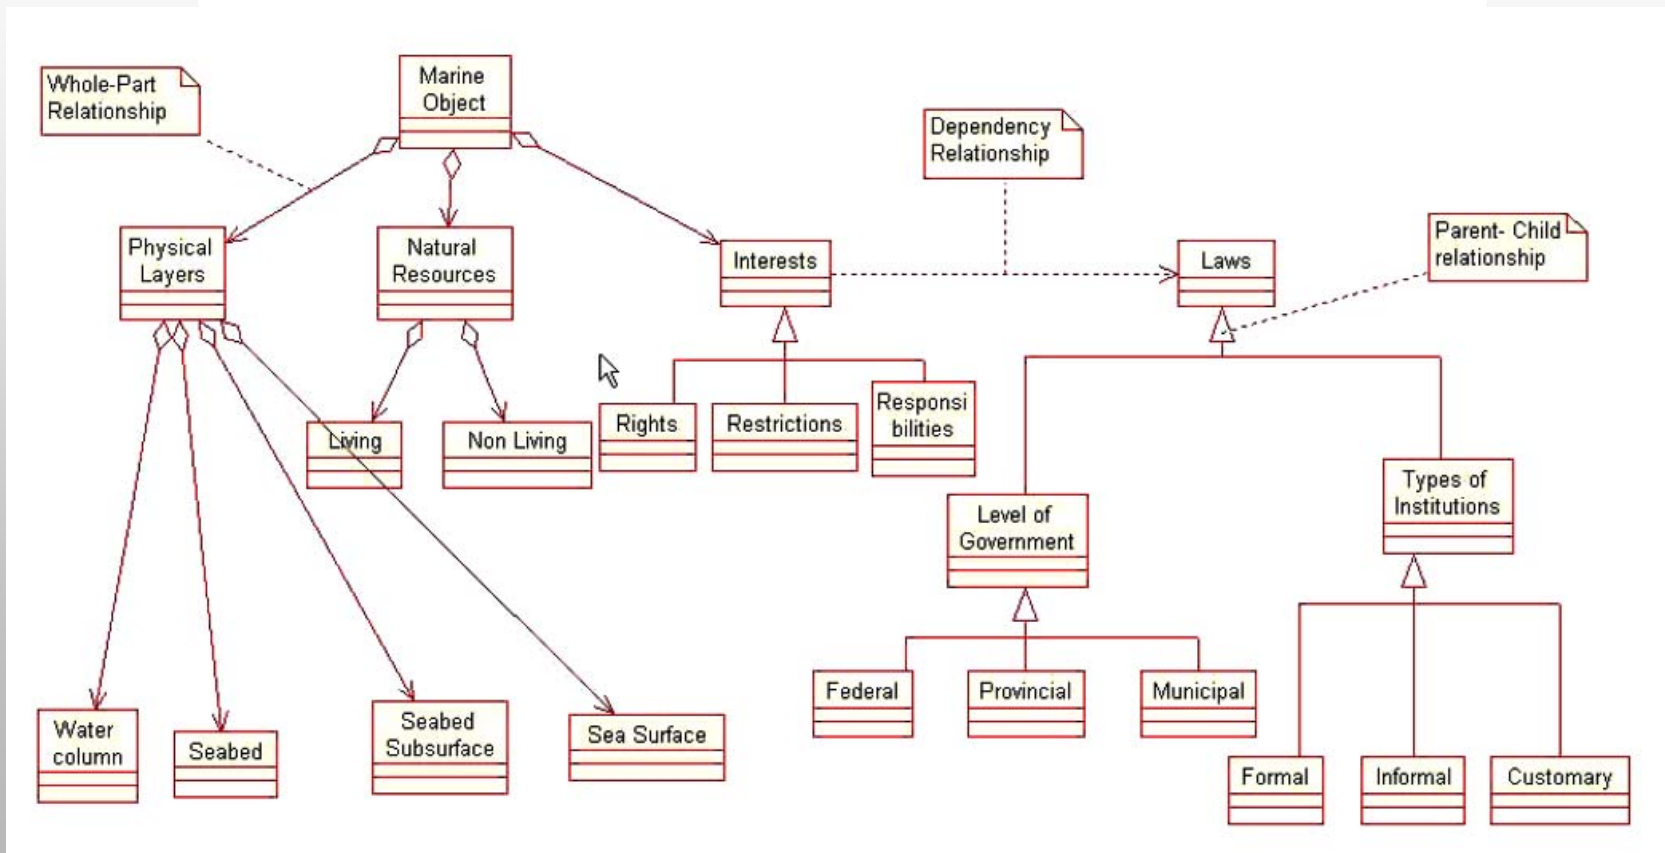 Marine
Object
Whole-Part
Relationship
Dependency
Relationship
Parent- Child
relationship
Physical
Layers
Natural
Resources
Interests
Laws
Living
Non Living
Rights
Restrictions
Responsi
bilities
Types of
Institutions
Level of
Government
Federal
Provincial
Municipal
Water
column
Seabed
Seabed
Subsurface
Sea Surface
Formal
Informal
Customary